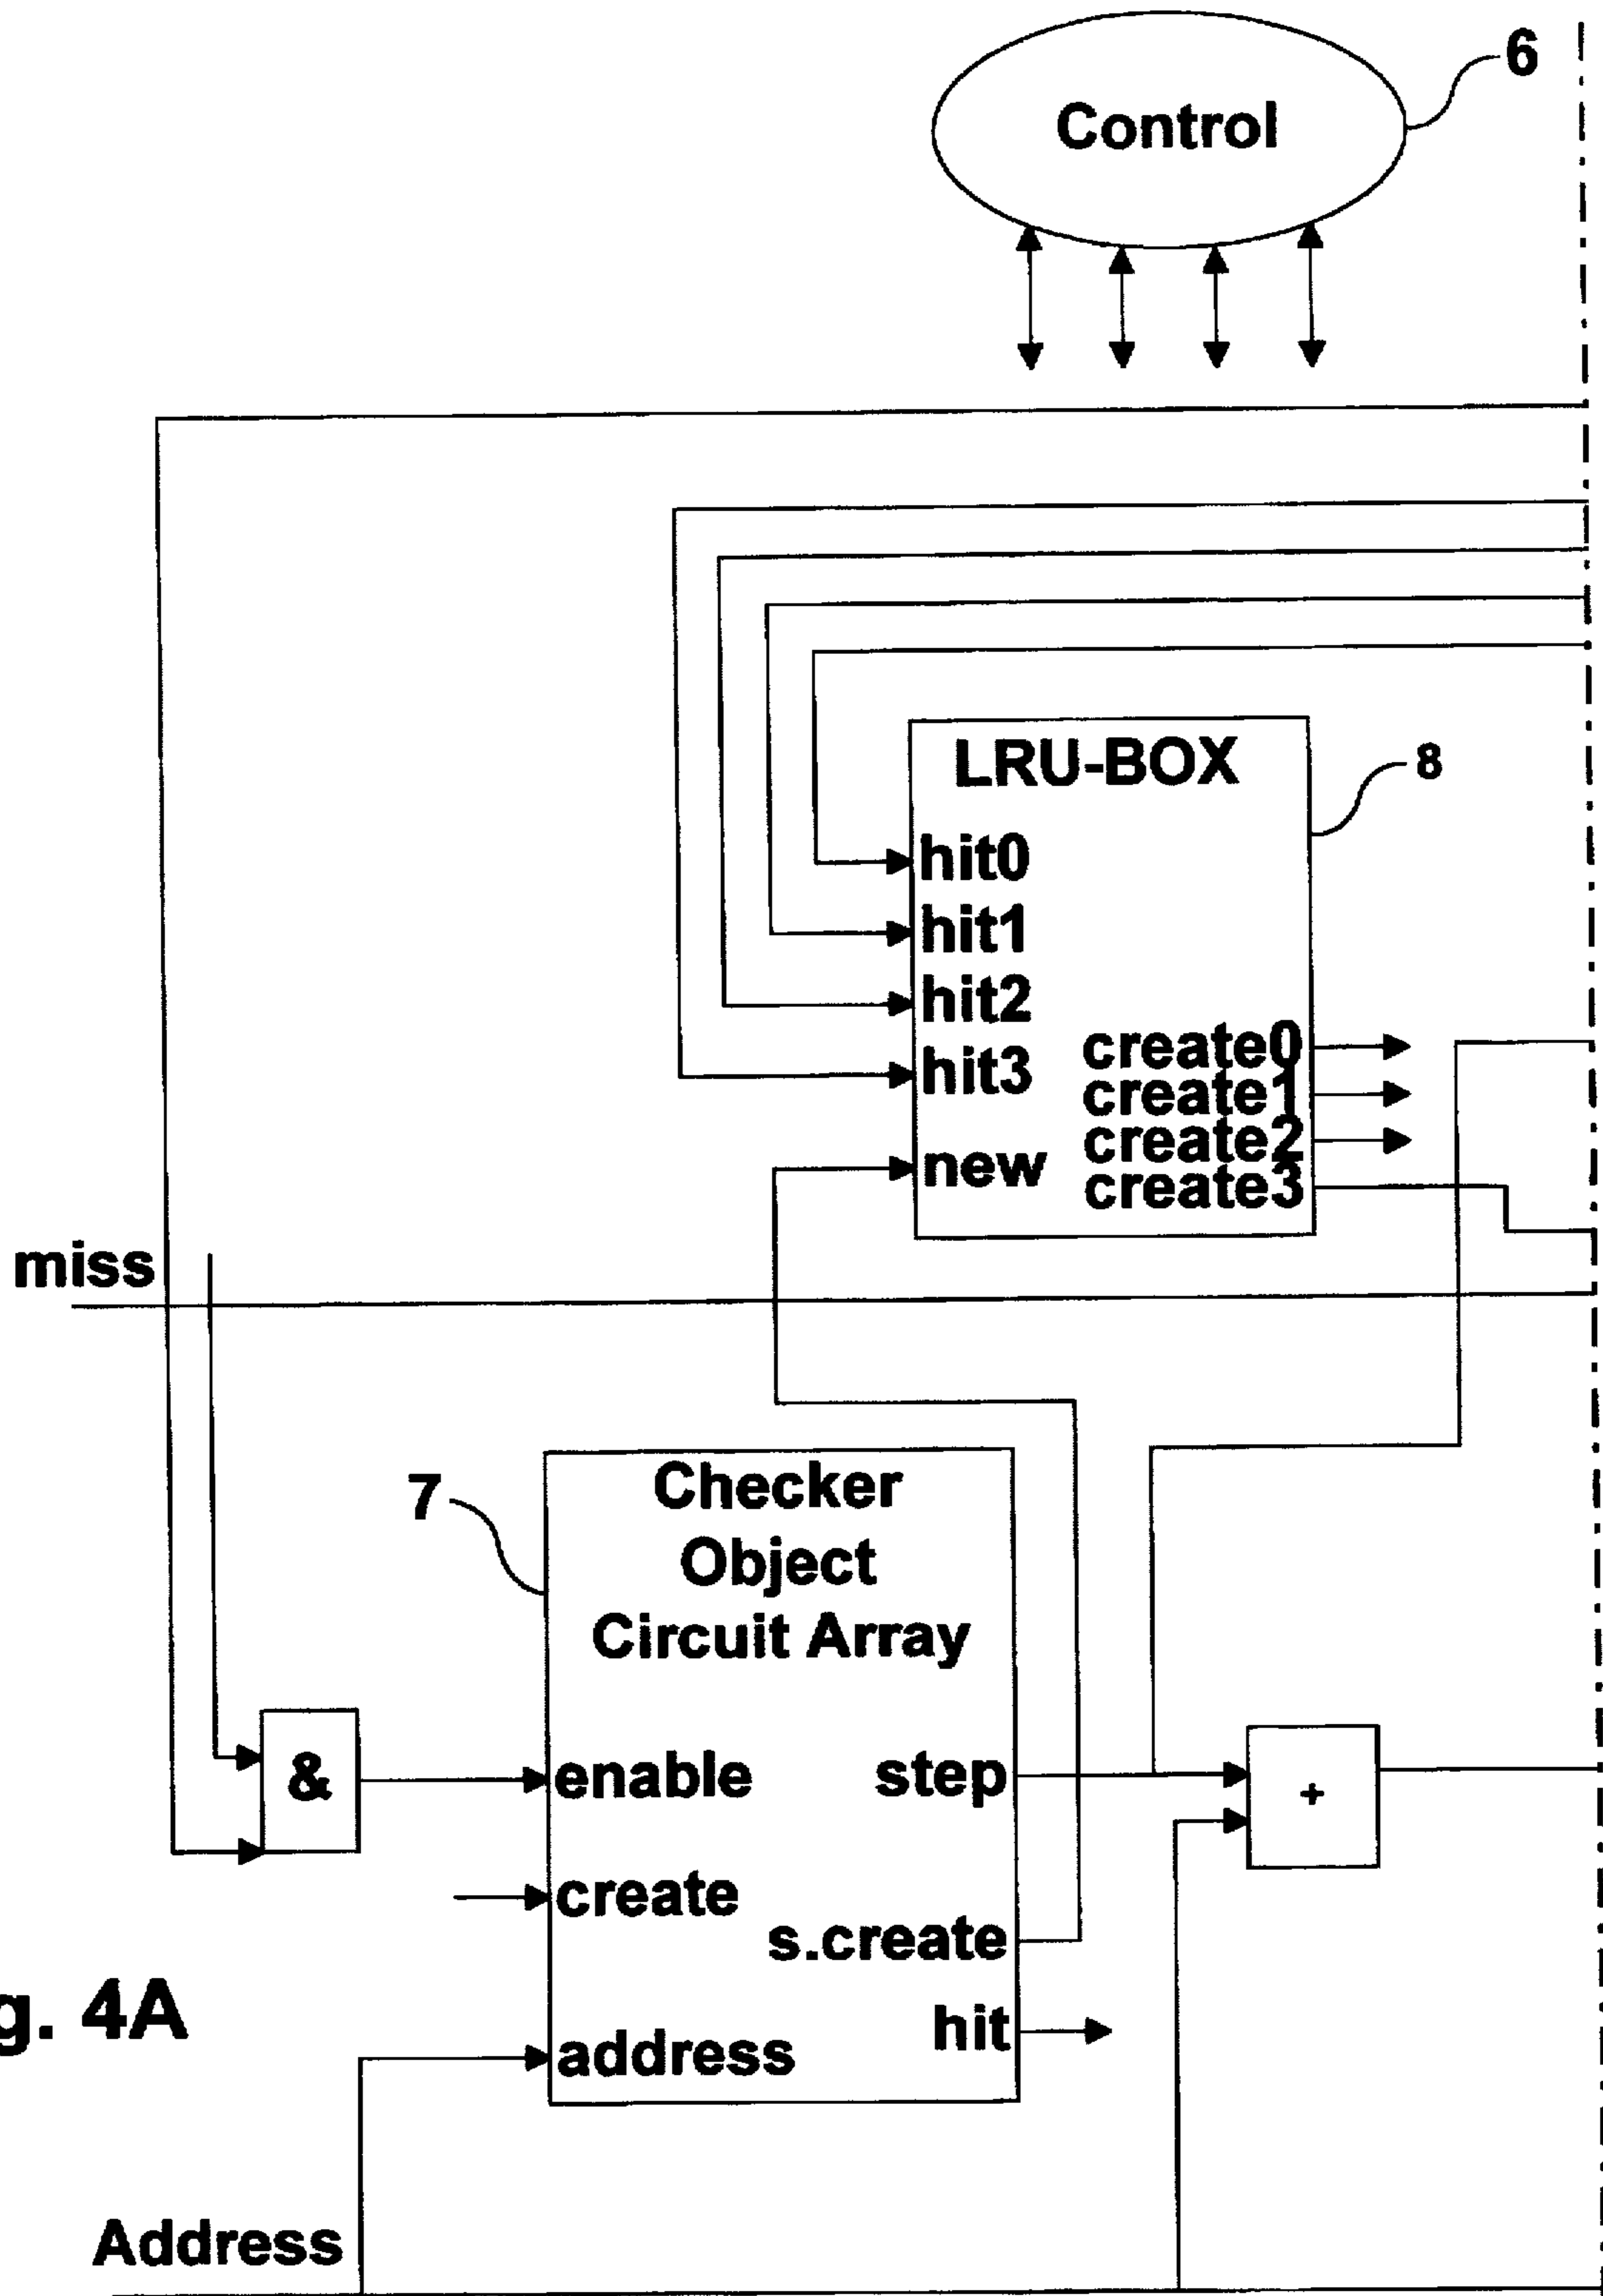 6
Control
LRU-BOX
8
hit0
hit1
hit2
hit3
create0
create1
create2
create3
new
miss
7
Checker
Object
Circuit Array
&
enable
step
+
create
s.create
hit
address
g. 4A
Address